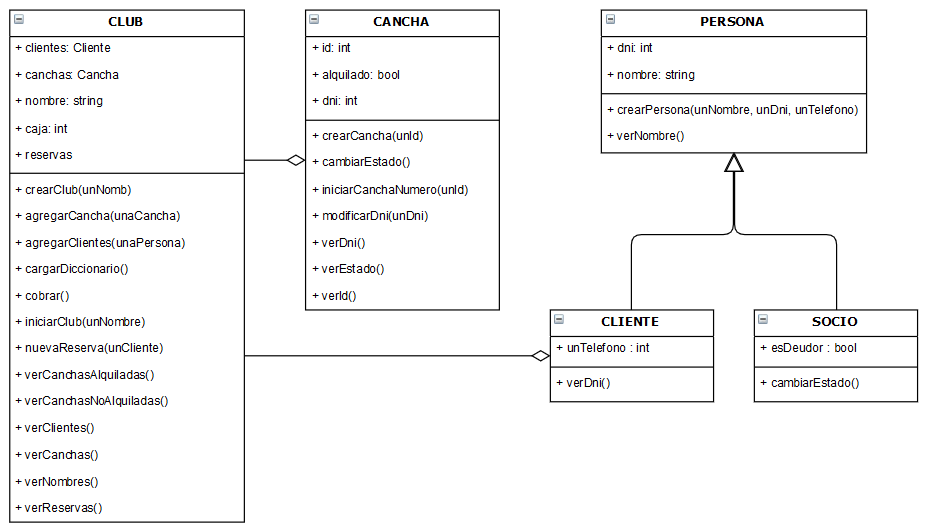 CLUB
+ clientes: Cliente
+ canchas: Cancha
+ nombre: string
+ caja: int
+ reservas
+ crearClub(unNomb)
+ agregarCancha(unaCancha)
+ agregarClientes(unaPersona)
+ cargarDiccionario()
+ cobrar()
+ iniciarClub(unNombre)
+ nuevaReserva(unCliente)
+ verCanchasAlquiladas()
+ verCanchasNoAlquiladas()
+ verClientes()
+ verCanchas()
+ verNombres()
+ verReservas()
CANCHA
+ id: int
+ alquilado: bool
+ dni: int
+ crearCancha(unId)
+ cambiarEstado()
+ iniciarCanchaNumero(unId)
+ modificarDni(unDni)
+ verDni()
+ verEstado()
+ verId()
PERSONA
+ dni: int
+ nombre: string
+ crearPersona(unNombre, unDni, unTelefono)
+ verNombre()
CLIENTE
+ unTelefono : int
+ verDni()
SOCIO
+ esDeudor : bool
+ cambiarEstado()